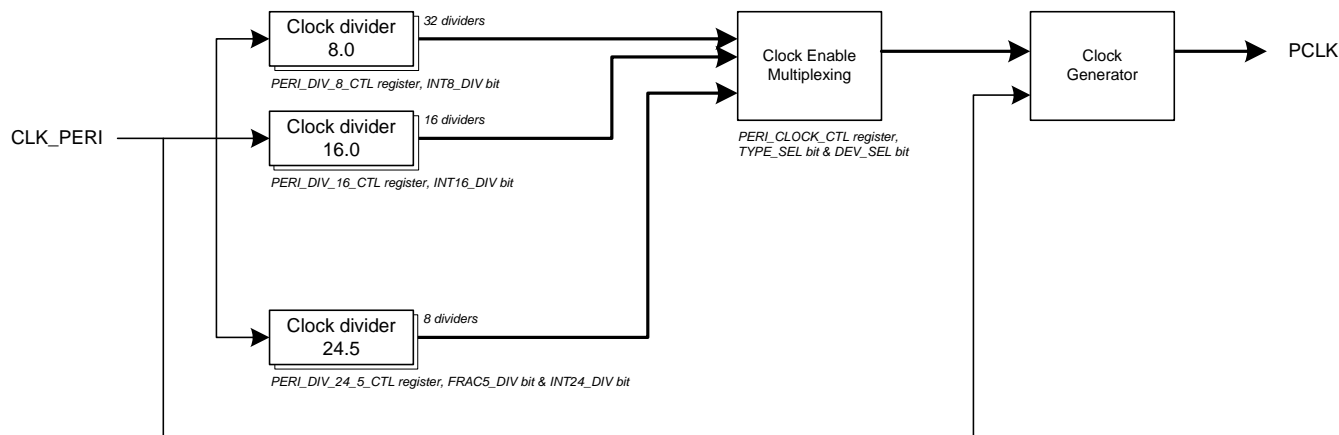 32 dividers
Clock divider
8.0
PERI_DIV_8_CTL register, INT8_DIV bit
Clock Enable
Multiplexing
Clock
Generator
PCLK
CLK_PERI
16 dividers
Clock divider
16.0
PERI_DIV_16_CTL register, INT16_DIV bit
PERI_CLOCK_CTL register,
TYPE_SEL bit & DEV_SEL bit
8 dividers
Clock divider
24.5
PERI_DIV_24_5_CTL register, FRAC5_DIV bit & INT24_DIV bit